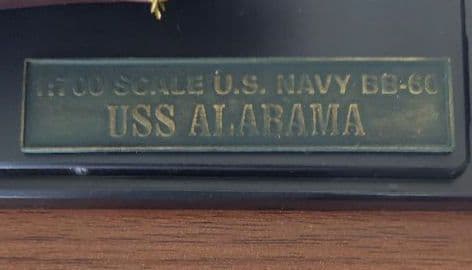 1:700 SCALE U.S. NAVY BB-60
USS ALABAMA